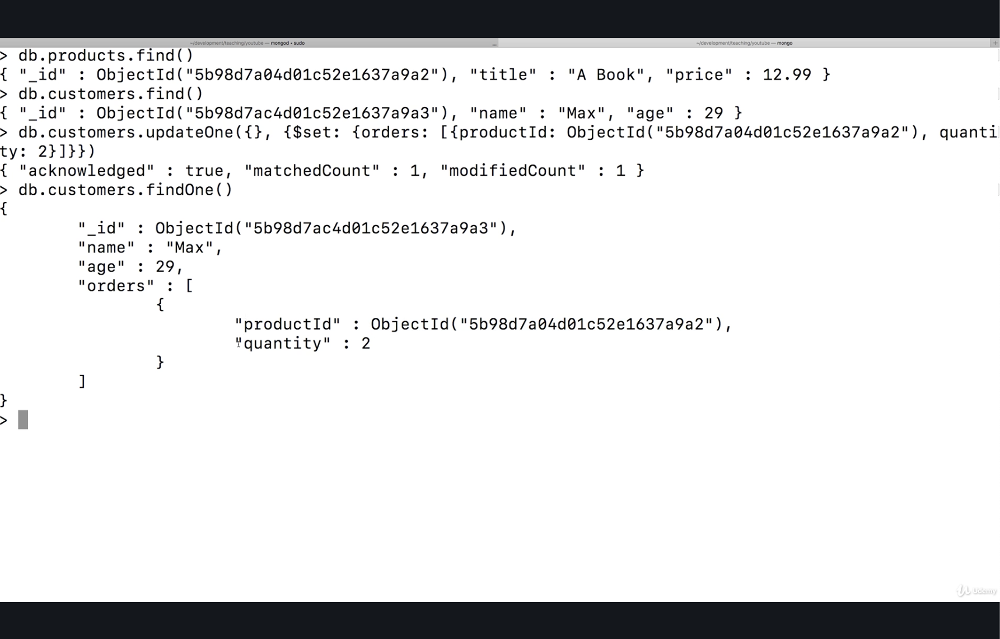 ~/development/teaching/youtube — mongod • sudo
...
~/development/teaching/youtube — mongo
+
> db.products.find()
{ "_id" : ObjectId("5b98d7a04d01c52e1637a9a2"), "title" : "A Book", "price" : 12.99 }
> db.customers.find()
{ "_id" : ObjectId("5b98d7ac4d01c52e1637a9a3"), "name" : "Max", "age" : 29 }
> db.customers.updateOne({}, {$set: {orders: [{productId: ObjectId("5b98d7a04d01c52e1637a9a2"), quanti
ty: 2}]}})
{ "acknowledged" : true, "matchedCount" : 1, "modifiedCount" : 1 }
> db.customers.findOne()
{
"_id" : ObjectId("5b98d7ac4d01c52e1637a9a3"),
"name" : "Max",
"age" : 29,
"orders" : [
{
"productId" : ObjectId("5b98d7a04d01c52e1637a9a2"),
"quantity" : 2
}
]
}
>
Udemy